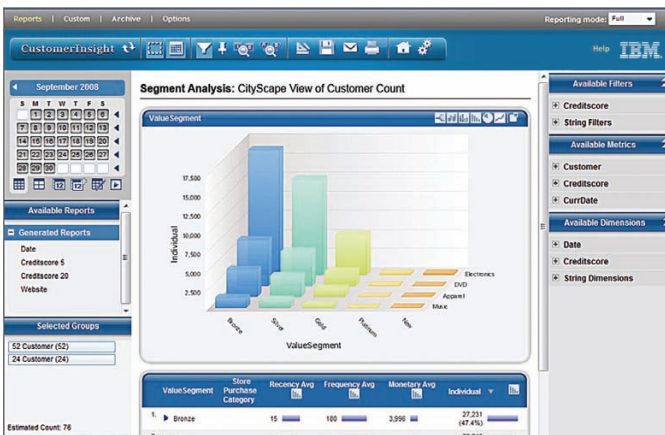 Reports | Custom | Archive | Options
Reporting mode: Full
CustomerInsight
Help IBM
September 2008
S M T W T F S
1 2 3 4 5 6
7 8 9 10 11 12 13
14 15 16 17 18 19 20
21 22 23 24 25 26 27
28 29 30
Available Reports
Generated Reports
Date
Creditscore 5
Creditscore 20
Website
Selected Groups
52 Customer (52)
24 Customer (24)
Estimated Count: 76
Segment Analysis: CityScape View of Customer Count
ValueSegment
17,500
15,000
12,500
10,000
7,500
5,000
2,500
Individual
Electronics
DVD
Apparel
Music
Bronze
Silver
Gold
Platinum
New
ValueSegment
ValueSegment Store Purchase Category Recency Avg Frequency Avg Monetary Avg Individual
1. Bronze 15 100 3,996 27,231 (47.4%)
Available Filters
Creditscore
String Filters
Available Metrics
Customer
Creditscore
CurrDate
Available Dimensions
Date
Creditscore
String Dimensions